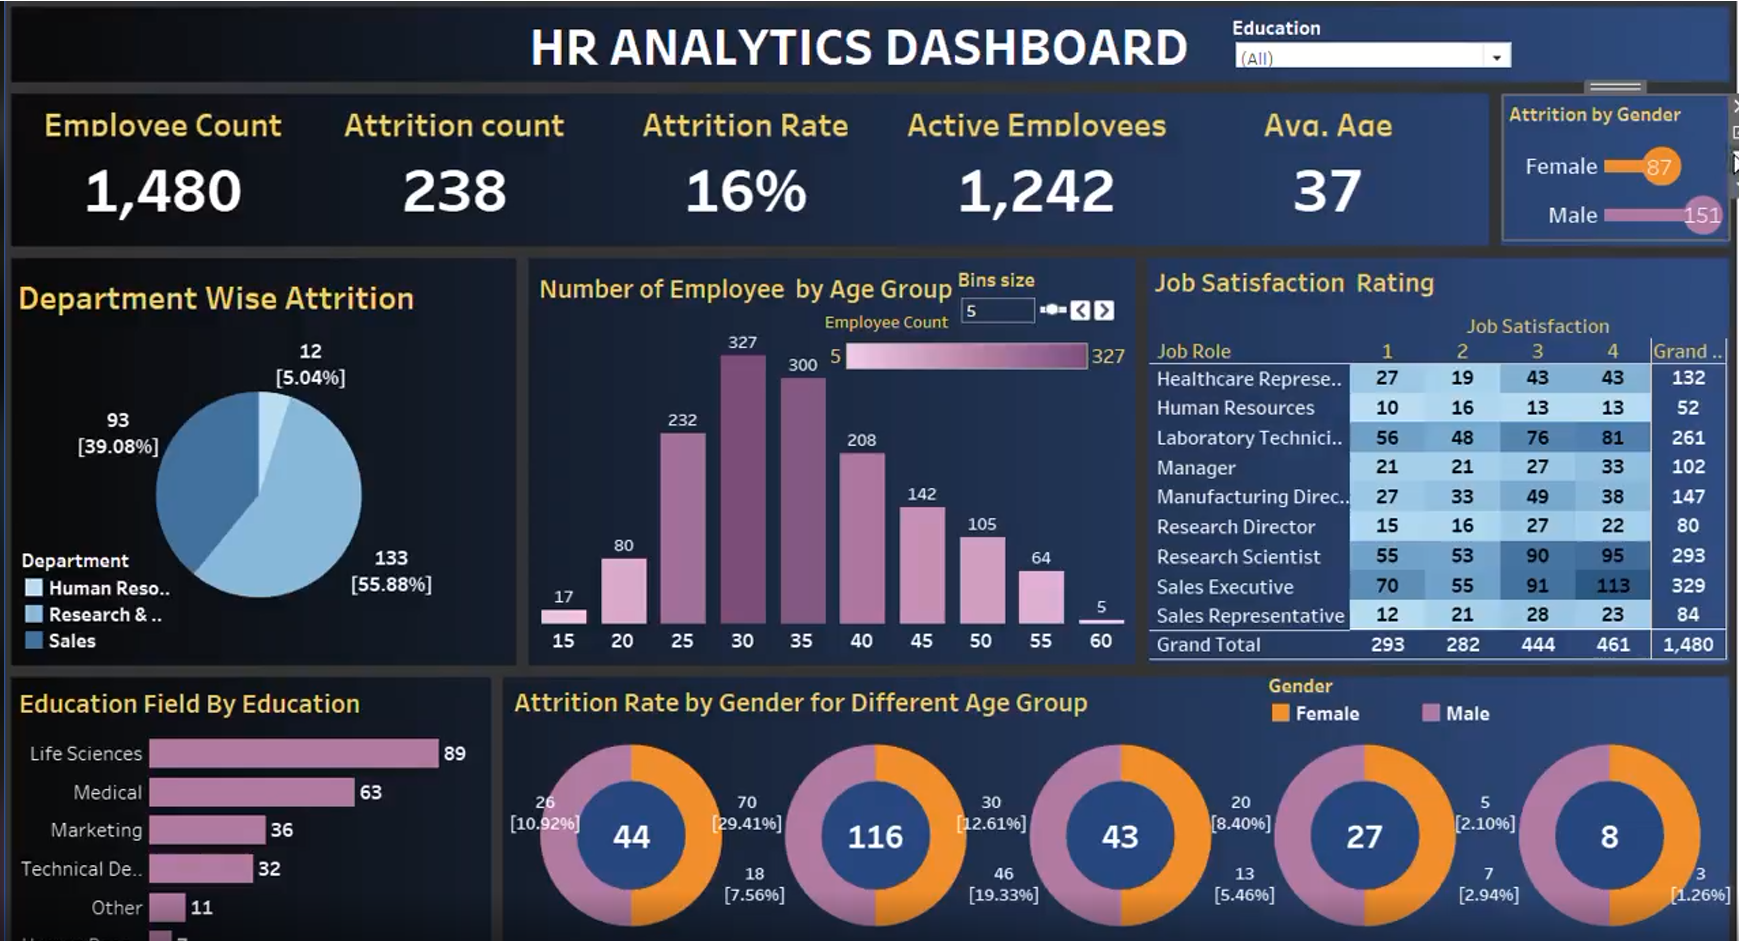 HR ANALYTICS DASHBOARD
Education
(All)
Employee Count
1,480
Attrition count
238
Attrition Rate
16%
Active Employees
1,242
Avg. Age
37
Attrition by Gender
Female 87
Male 151
Department Wise Attrition
12
[5.04%]
93
[39.08%]
133
[55.88%]
Department
Human Reso..
Research & ..
Sales
Number of Employee by Age Group
Bins size
5
Employee Count
5 327
327
300
232
208
142
105
80
64
17
5
15 20 25 30 35 40 45 50 55 60
Job Satisfaction Rating
Job Satisfaction
Job Role 1 2 3 4 Grand ..
Healthcare Represe.. 27 19 43 43 132
Human Resources 10 16 13 13 52
Laboratory Technici.. 56 48 76 81 261
Manager 21 21 27 33 102
Manufacturing Direc.. 27 33 49 38 147
Research Director 15 16 27 22 80
Research Scientist 55 53 90 95 293
Sales Executive 70 55 91 113 329
Sales Representative 12 21 28 23 84
Grand Total 293 282 444 461 1,480
Education Field By Education
Life Sciences 89
Medical 63
Marketing 36
Technical De.. 32
Other 11
Attrition Rate by Gender for Different Age Group
Gender
Female
Male
26
[10.92%]
44
18
[7.56%]
70
[29.41%]
116
46
[19.33%]
30
[12.61%]
43
13
[5.46%]
20
[8.40%]
27
7
[2.94%]
5
[2.10%]
8
3
[1.26%]